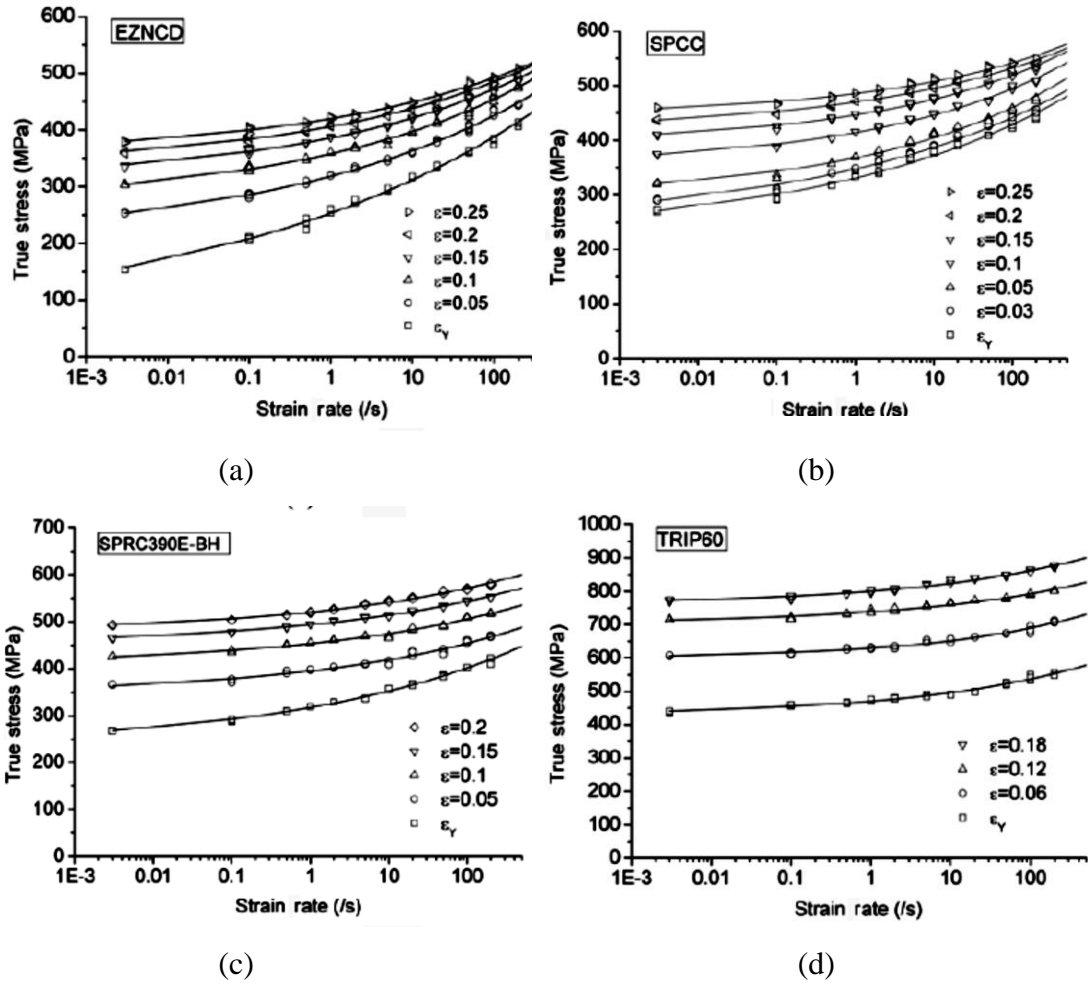 EZNCD
600
500
400
300
200
100
0
True stress (MPa)
ε=0.25
ε=0.2
ε=0.15
ε=0.1
ε=0.05
ε_Y
1E-3 0.01 0.1 1 10 100
Strain rate (/s)
(a)
SPCC
600
500
400
300
200
100
0
True stress (MPa)
ε=0.25
ε=0.2
ε=0.15
ε=0.1
ε=0.05
ε=0.03
ε_Y
1E-3 0.01 0.1 1 10 100
Strain rate (/s)
(b)
SPRC390E-BH
700
600
500
400
300
200
100
0
True stress (MPa)
ε=0.2
ε=0.15
ε=0.1
ε=0.05
ε_Y
1E-3 0.01 0.1 1 10 100
Strain rate (/s)
(c)
TRIP60
1000
900
800
700
600
500
400
300
200
100
0
True stress (MPa)
ε=0.18
ε=0.12
ε=0.06
ε_Y
1E-3 0.01 0.1 1 10 100
Strain rate (/s)
(d)